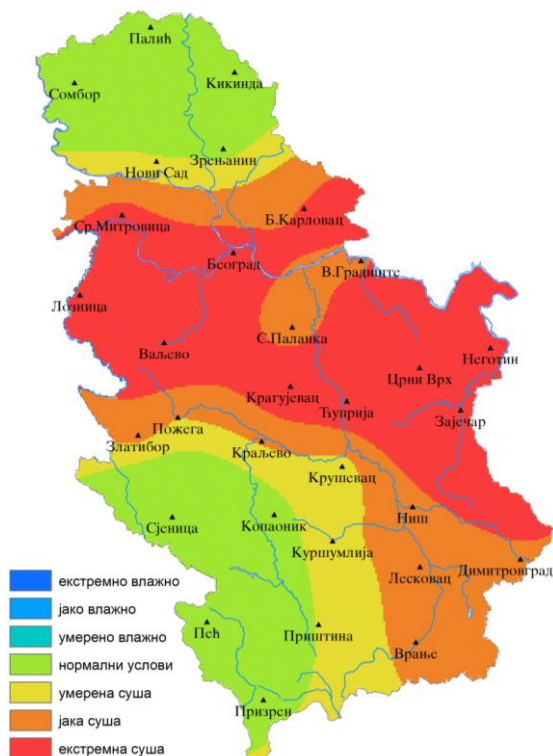 Палић
Кикинда
Сомбор
Зрењанин
Нови Сад
Б.Карловац
Ср.Митровица
Београд
В.Градиште
Лозница
С.Паланка
Ваљево
Неготин
Црни Врх
Крагујевац
Ћуприја
Зајечар
Пожега
Златибор
Краљево
Крушевац
Ниш
Сјеница
Копаоник
Куршумлија
Димитровград
Лесковац
Пећ
Приштина
Врање
Призрен
екстремно влажно
јако влажно
умерено влажно
нормални услови
умерена суша
јака суша
екстремна суша